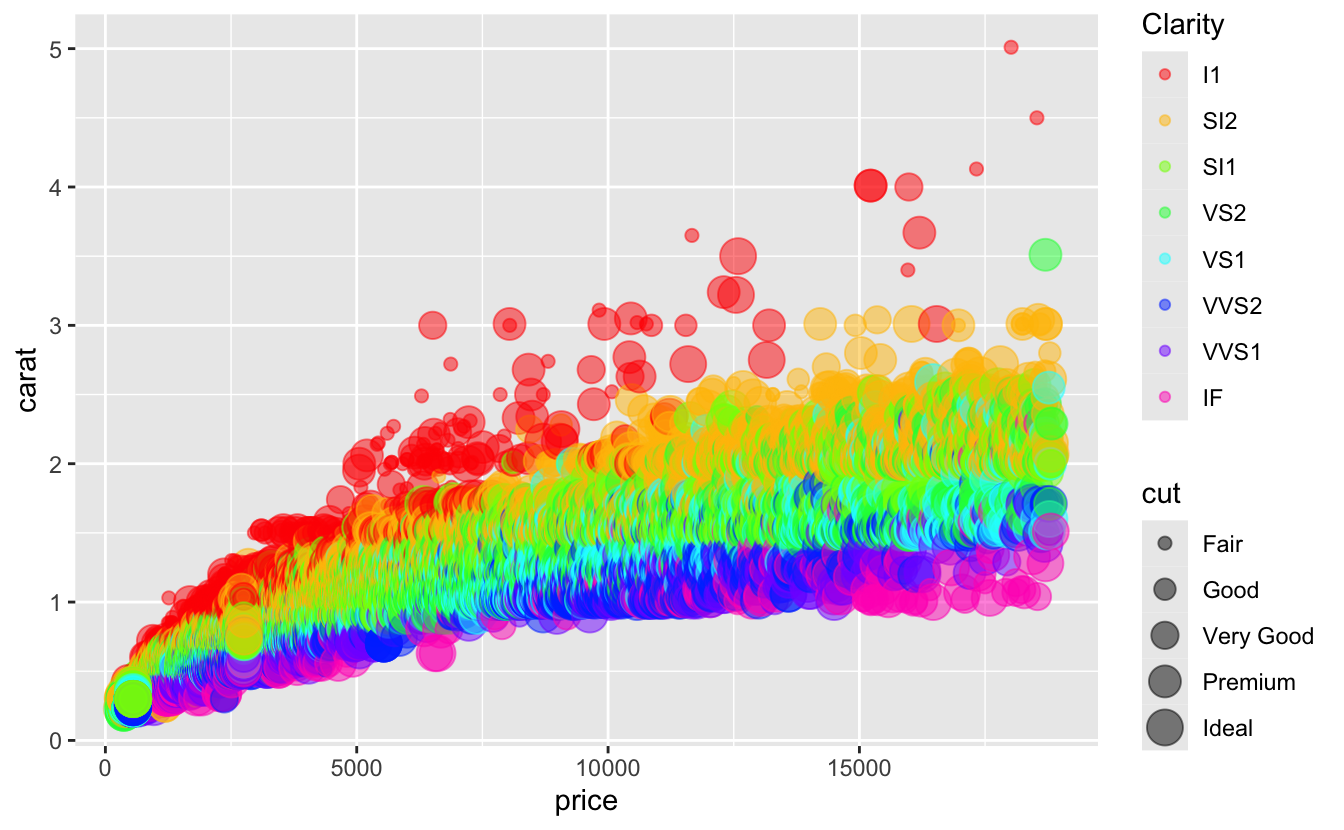 carat
5
4
3
2
1
0
0 5000 10000 15000
price
Clarity
I1
SI2
SI1
VS2
VS1
VVS2
VVS1
IF
cut
Fair
Good
Very Good
Premium
Ideal